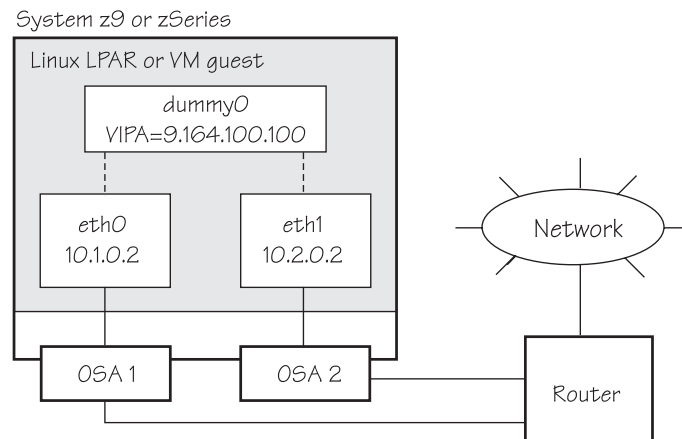 System z9 or zSeries
Linux LPAR or VM guest
dummy0
VIPA=9.164.100.100
eth0
10.1.0.2
eth1
10.2.0.2
Network
OSA 1
OSA 2
Router